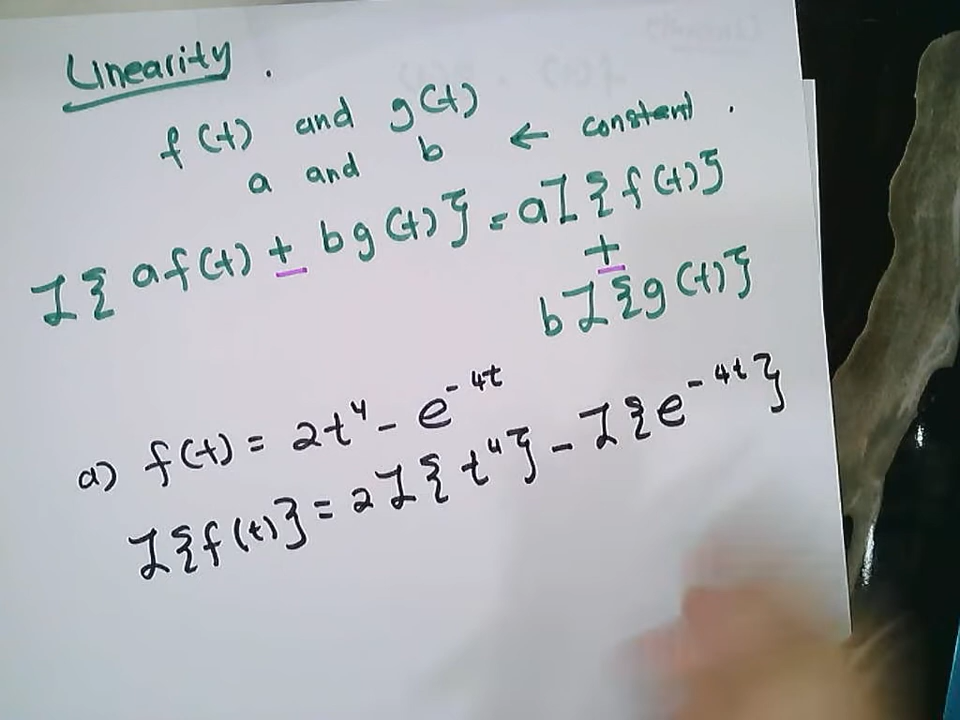 Linearity .
f(t) and g(t)
a and b ← constant .
ℒ{af(t) ± bg(t)} = aℒ{f(t)}
±
bℒ{g(t)}
a) f(t) = 2t⁴ - e⁻⁴ᵗ
ℒ{f(t)} = 2ℒ{t⁴} - ℒ{e⁻⁴ᵗ}